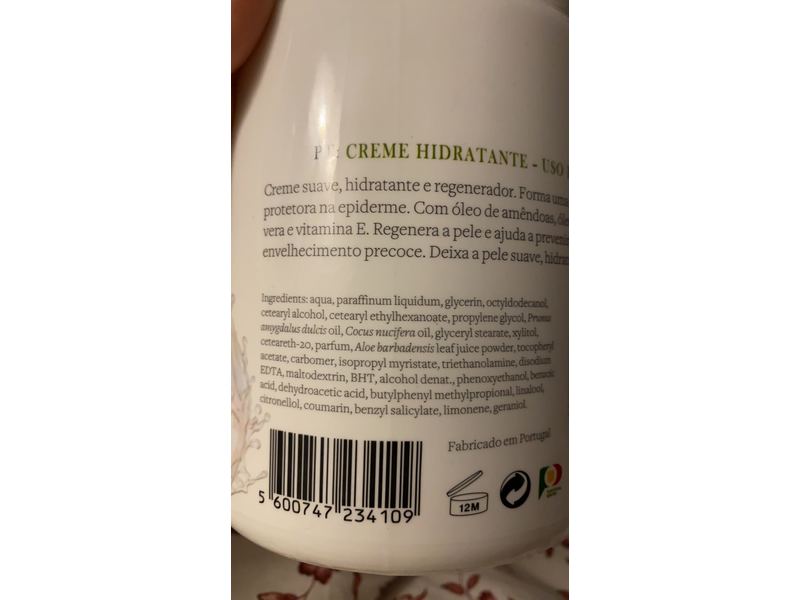 PT: CREME HIDRATANTE - USO
Creme suave, hidratante e regenerador. Forma uma
protetora na epiderme. Com óleo de amêndoas,
vera e vitamina E. Regenera a pele e ajuda a
envelhecimento precoce. Deixa a pele suave,
Ingredients: aqua, paraffinum liquidum, glycerin, octyldodecanol,
cetearyl alcohol, cetearyl ethylhexanoate, propylene glycol, Prunus
amygdalus dulcis oil, Cocus nucifera oil, glyceryl stearate, xylitol,
ceteareth-20, parfum, Aloe barbadensis leaf juice powder, tocopheryl
acetate, carbomer, isopropyl myristate, triethanolamine, disodium
EDTA, maltodextrin, BHT, alcohol denat., phenoxyethanol, benzoic
acid, dehydroacetic acid, butylphenyl methylpropional, linalool,
citronellol, coumarin, benzyl salicylate, limonene, geraniol.
Fabricado em Portugal
12M
5 600747 234109